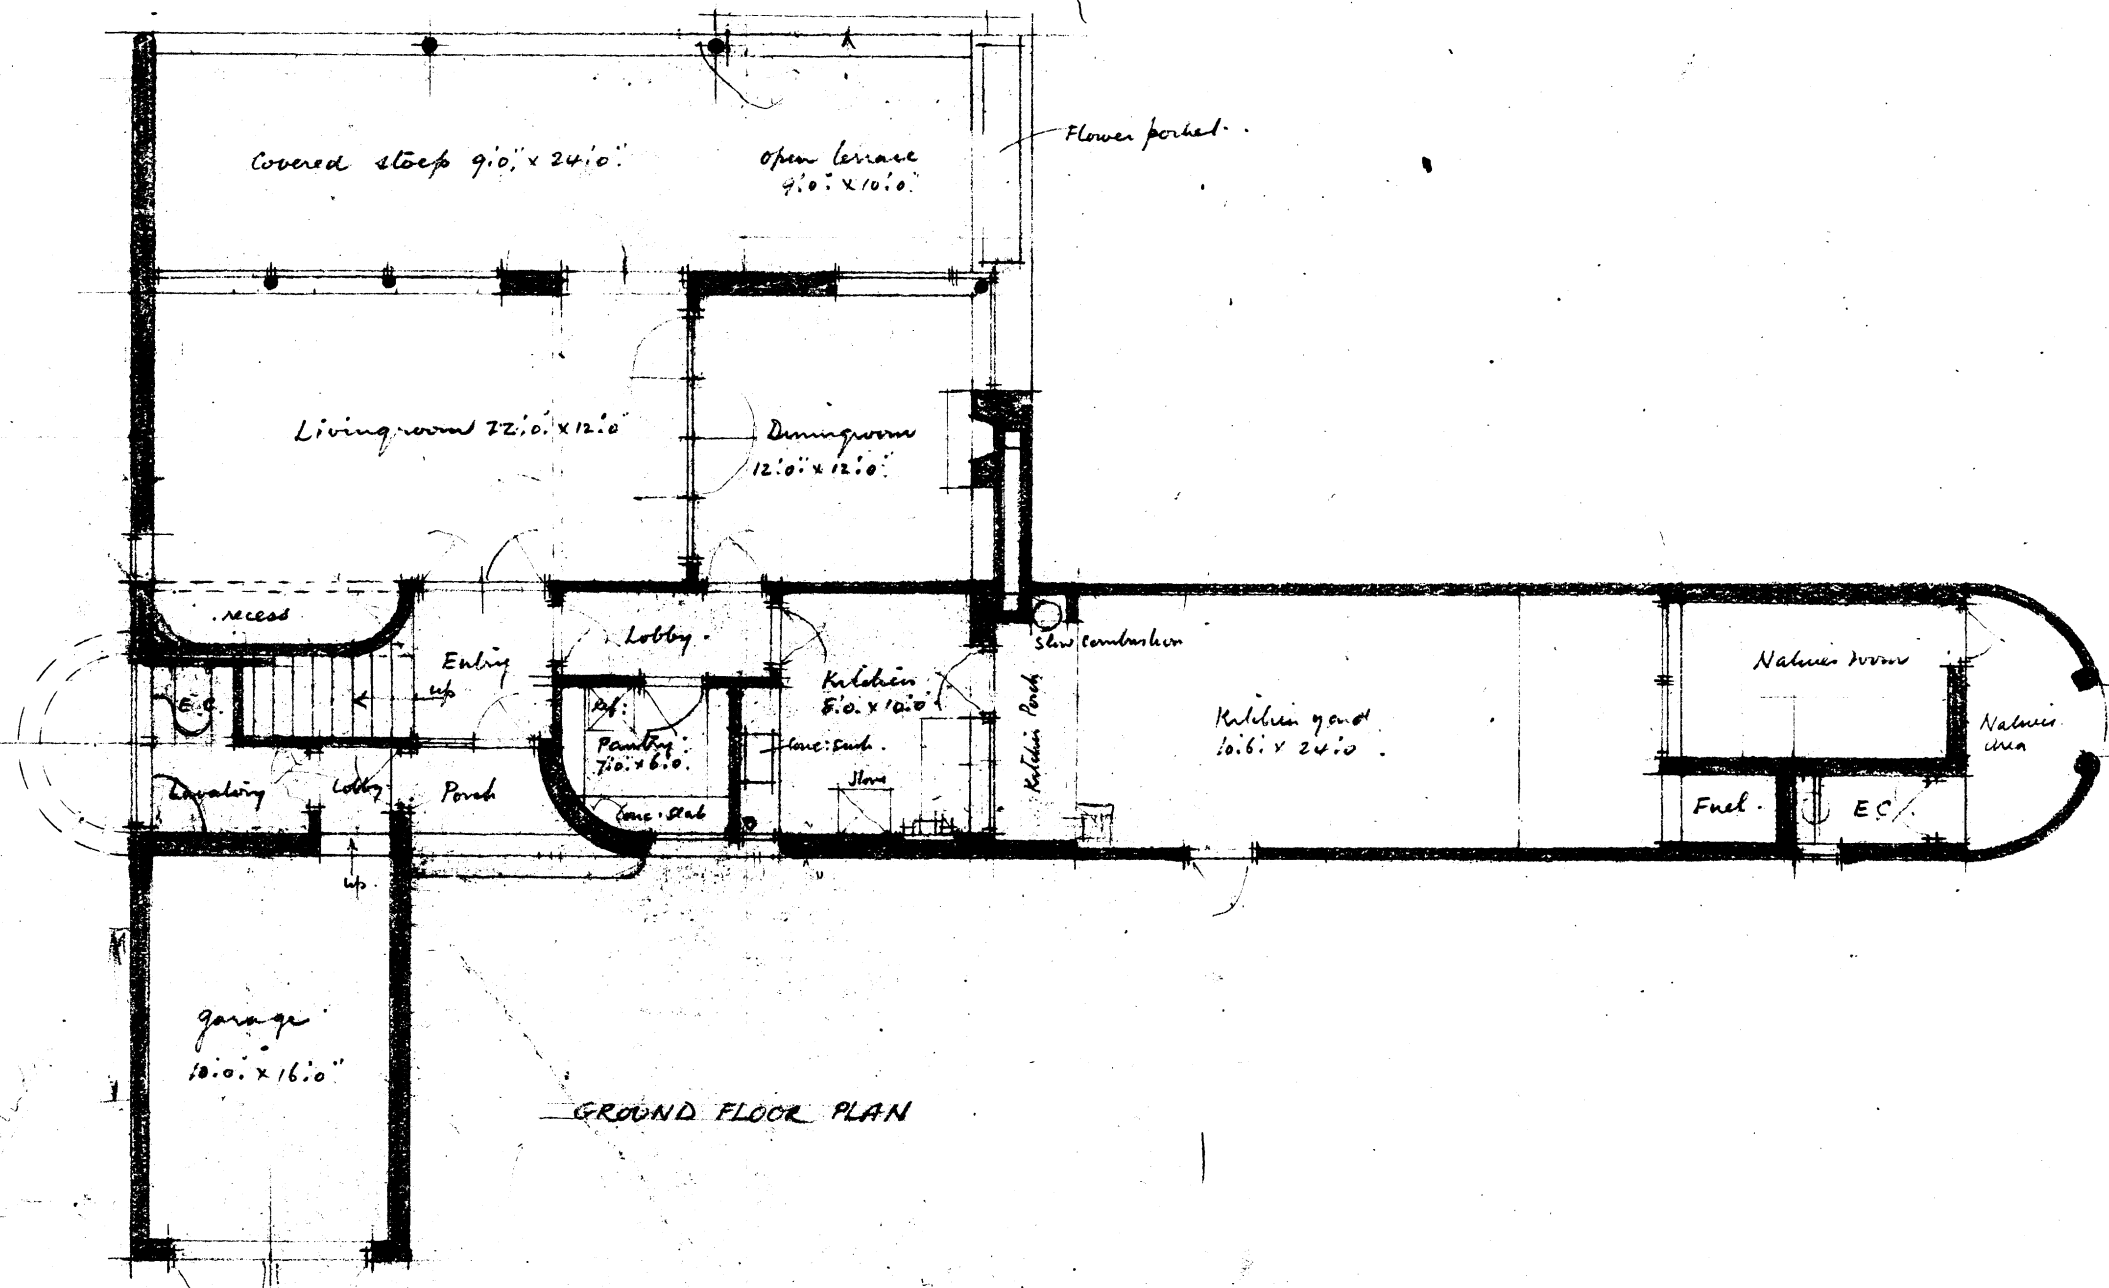 Covered stoep 9'.0" x 24'.0"
open terrace
9'.0" x 10'.0"
Flower pocket.
Livingroom 22'.0" x 12'.0"
Diningroom
12'.0" x 12'.0"
recess
Entry
up
E.C.
Lobby.
Kitchen
8'.0" x 10'.0"
Ref:
Pantry:
7'.0" x 6'.0"
Conc: sink.
Stove
Conc: slab
Lavatory
Lobby
Porch
up.
Slow combustion
Kitchen Porch
Kitchen yard
10'.6" x 24'.0"
Natives room
Natives
area
Fuel.
E.C.
garage
10'.0" x 16'.0"
GROUND FLOOR PLAN